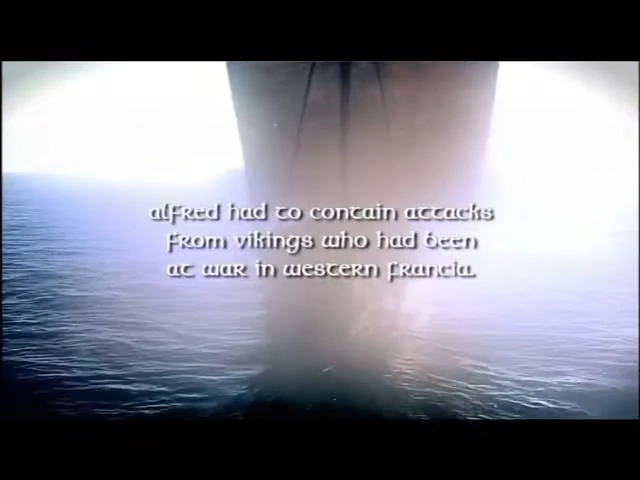 alfred had to contain attacks
from vikings who had been
at war in western francia.